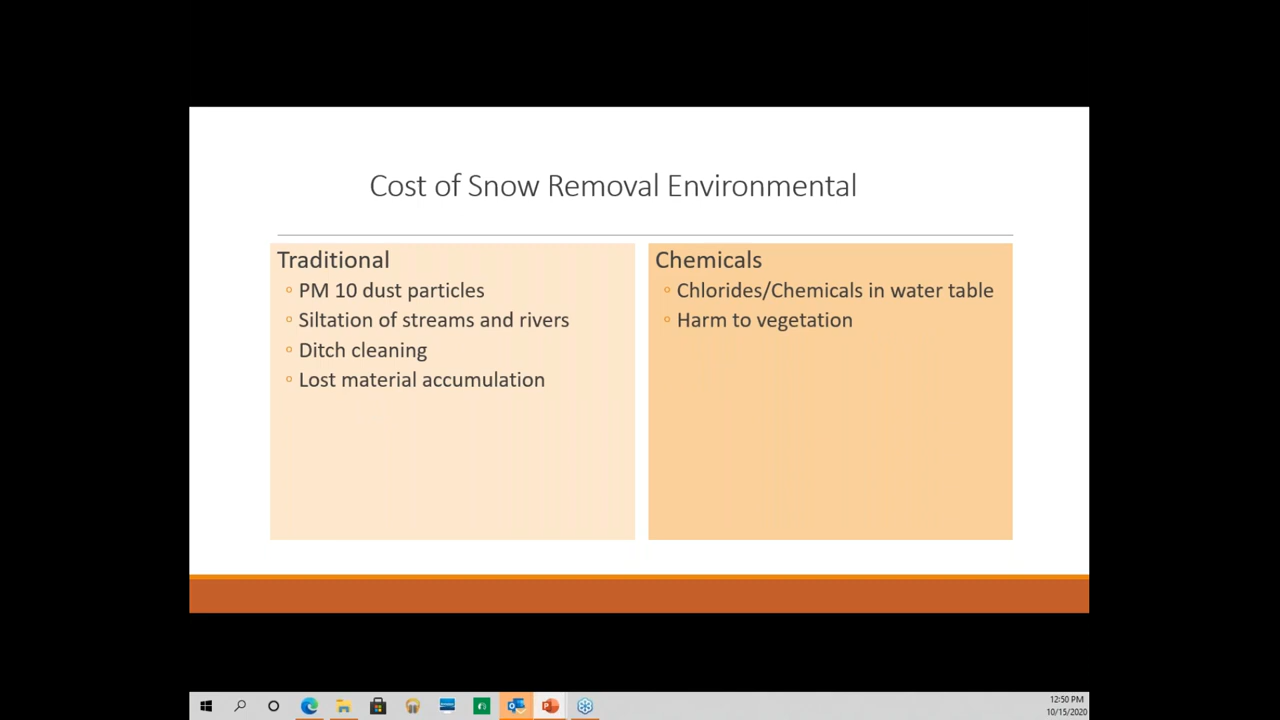 Cost of Snow Removal Environmental
Traditional
PM 10 dust particles
Siltation of streams and rivers
Ditch cleaning
Lost material accumulation
Chemicals
Chlorides/Chemicals in water table
Harm to vegetation
12:50 PM
10/15/2020